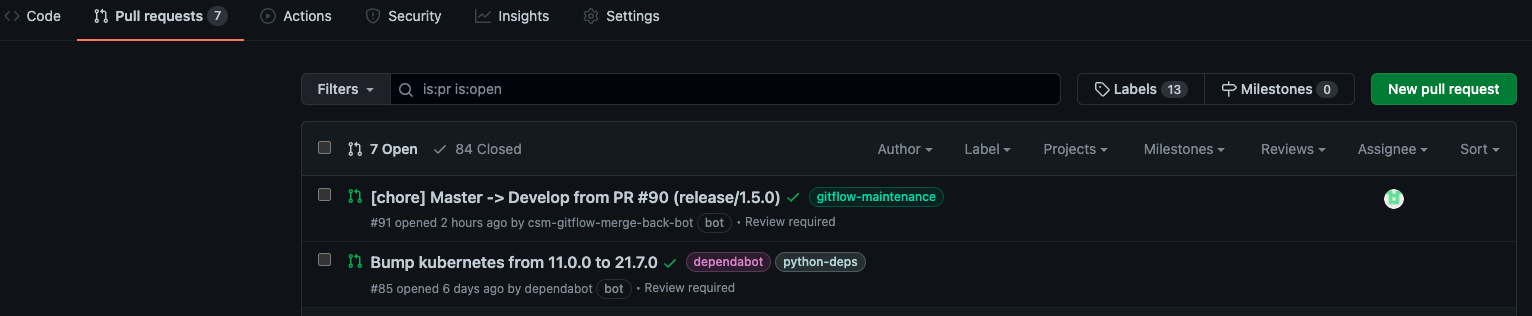 Code Pull requests 7 Actions Security Insights Settings
Filters is:pr is:open Labels 13 Milestones 0 New pull request
7 Open 84 Closed Author Label Projects Milestones Reviews Assignee Sort
[chore] Master -> Develop from PR #90 (release/1.5.0) gitflow-maintenance
#91 opened 2 hours ago by csm-gitflow-merge-back-bot bot • Review required
Bump kubernetes from 11.0.0 to 21.7.0 dependabot python-deps
#85 opened 6 days ago by dependabot bot • Review required